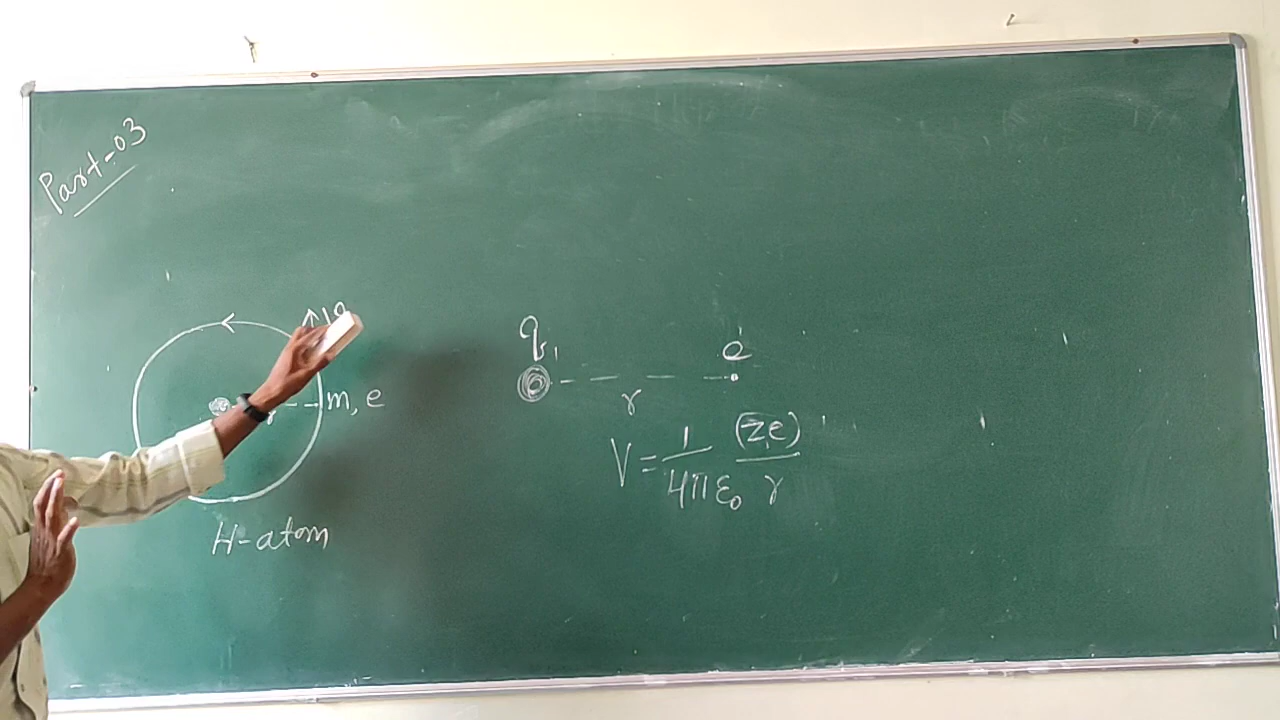 Part-03
m, e
H-atom
q₁ e
r
V = 1/4πε₀ (ze)/r